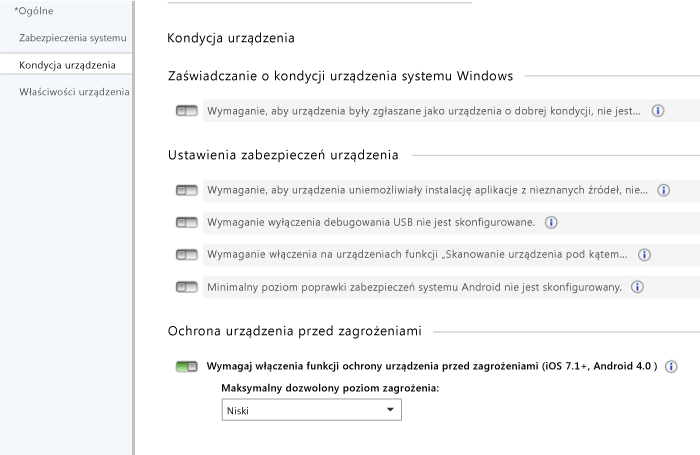 *Ogólne
Zabezpieczenia systemu
Kondycja urządzenia
Właściwości urządzenia
Kondycja urządzenia
Zaświadczanie o kondycji urządzenia systemu Windows
Wymaganie, aby urządzenia były zgłaszane jako urządzenia o dobrej kondycji, nie jest...
Ustawienia zabezpieczeń urządzenia
Wymaganie, aby urządzenia uniemożliwiały instalację aplikacje z nieznanych źródeł, nie...
Wymaganie wyłączenia debugowania USB nie jest skonfigurowane.
Wymaganie włączenia na urządzeniach funkcji „Skanowanie urządzenia pod kątem...
Minimalny poziom poprawki zabezpieczeń systemu Android nie jest skonfigurowany.
Ochrona urządzenia przed zagrożeniami
Wymagaj włączenia funkcji ochrony urządzenia przed zagrożeniami (iOS 7.1+, Android 4.0 )
Maksymalny dozwolony poziom zagrożenia:
Niski